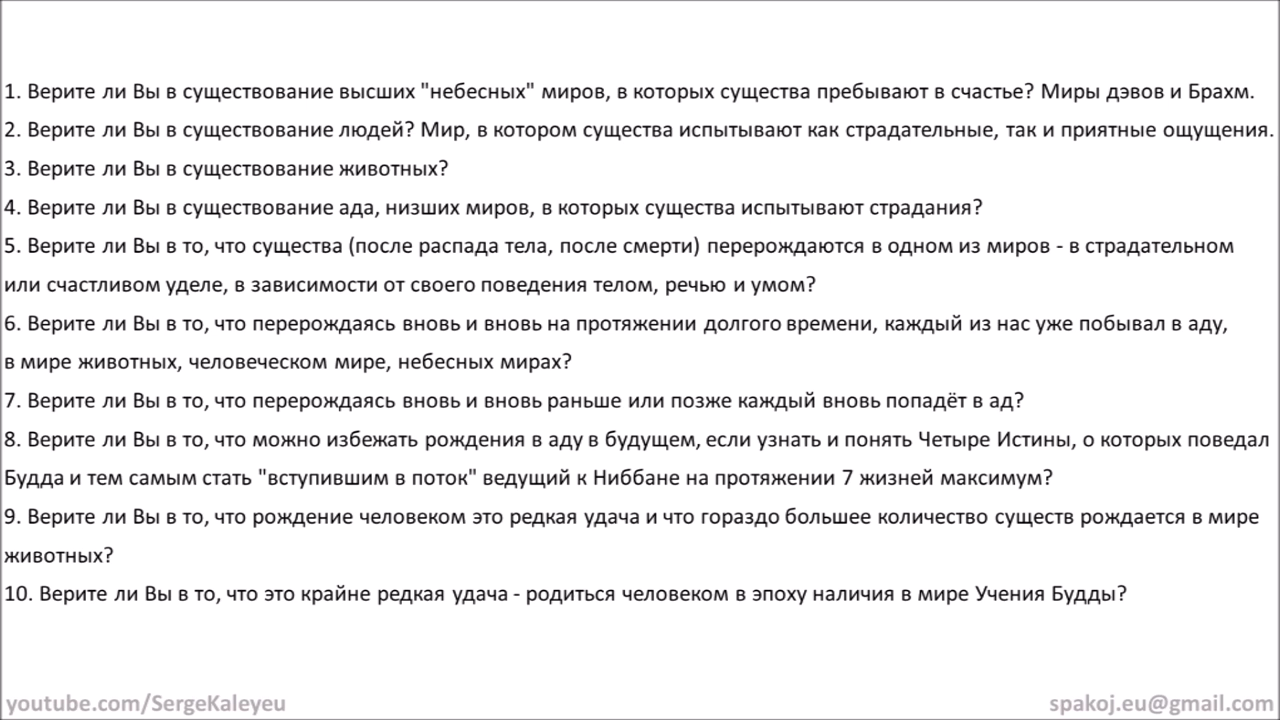 1. Верите ли Вы в существование высших "небесных" миров, в которых существа пребывают в счастье? Миры дэвов и Брахм.
2. Верите ли Вы в существование людей? Мир, в котором существа испытывают как страдательные, так и приятные ощущения.
3. Верите ли Вы в существование животных?
4. Верите ли Вы в существование ада, низших миров, в которых существа испытывают страдания?
5. Верите ли Вы в то, что существа (после распада тела, после смерти) перерождаются в одном из миров - в страдательном
или счастливом уделе, в зависимости от своего поведения телом, речью и умом?
6. Верите ли Вы в то, что перерождаясь вновь и вновь на протяжении долгого времени, каждый из нас уже побывал в аду,
в мире животных, человеческом мире, небесных мирах?
7. Верите ли Вы в то, что перерождаясь вновь и вновь раньше или позже каждый вновь попадёт в ад?
8. Верите ли Вы в то, что можно избежать рождения в аду в будущем, если узнать и понять Четыре Истины, о которых поведал
Будда и тем самым стать "вступившим в поток" ведущий к Ниббане на протяжении 7 жизней максимум?
9. Верите ли Вы в то, что рождение человеком это редкая удача и что гораздо большее количество существ рождается в мире
животных?
10. Верите ли Вы в то, что это крайне редкая удача - родиться человеком в эпоху наличия в мире Учения Будды?
youtube.com/SergeKaleyeu
spakoj.eu@gmail.com